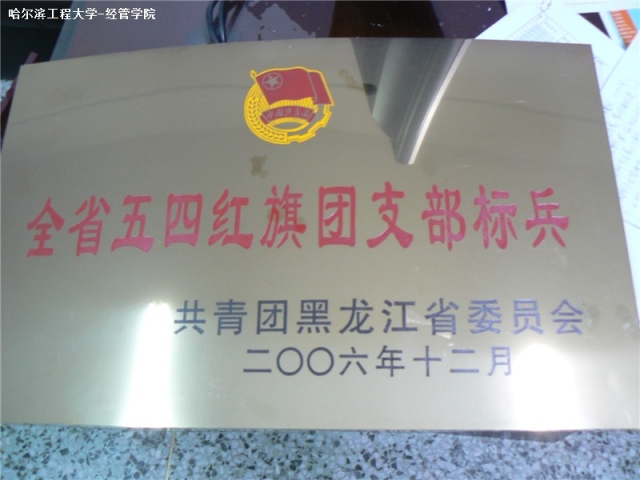 哈尔滨工程大学-经管学院
全省五四红旗团支部标兵
共青团黑龙江省委员会
二〇〇六年十二月